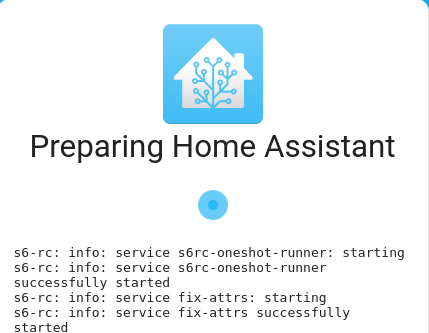 Preparing Home Assistant
s6-rc: info: service s6rc-oneshot-runner: starting
s6-rc: info: service s6rc-oneshot-runner
successfully started
s6-rc: info: service fix-attrs: starting
s6-rc: info: service fix-attrs successfully
started